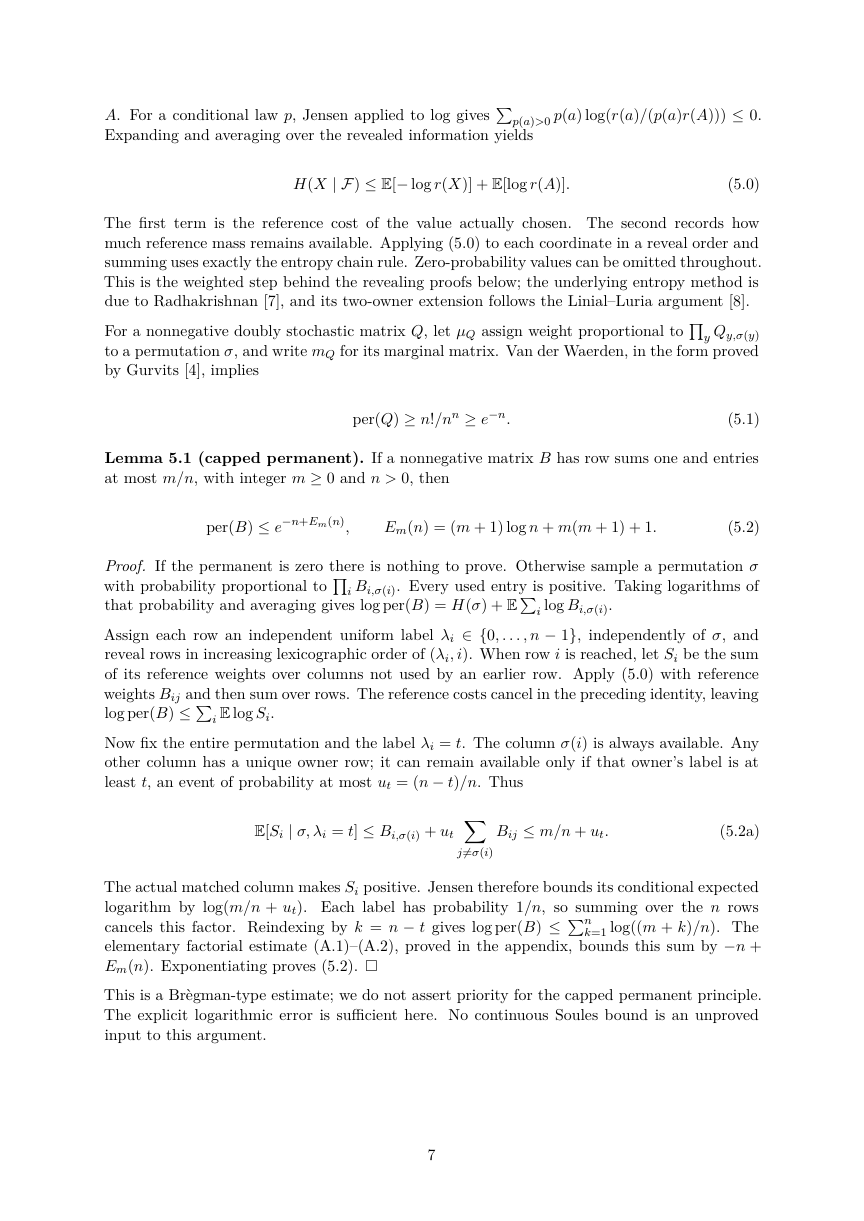 A. For a conditional law p, Jensen applied to log gives ∑_{p(a)>0} p(a) log(r(a)/(p(a)r(A))) ≤ 0.
Expanding and averaging over the revealed information yields
H(X | ℱ) ≤ 𝔼[− log r(X)] + 𝔼[log r(A)]. (5.0)
The first term is the reference cost of the value actually chosen. The second records how
much reference mass remains available. Applying (5.0) to each coordinate in a reveal order and
summing uses exactly the entropy chain rule. Zero-probability values can be omitted throughout.
This is the weighted step behind the revealing proofs below; the underlying entropy method is
due to Radhakrishnan [7], and its two-owner extension follows the Linial–Luria argument [8].
For a nonnegative doubly stochastic matrix Q, let μ_Q assign weight proportional to ∏_y Q_{y,σ(y)}
to a permutation σ, and write m_Q for its marginal matrix. Van der Waerden, in the form proved
by Gurvits [4], implies
per(Q) ≥ n!/n^n ≥ e^{−n}. (5.1)
Lemma 5.1 (capped permanent). If a nonnegative matrix B has row sums one and entries
at most m/n, with integer m ≥ 0 and n > 0, then
per(B) ≤ e^{−n+E_m(n)}, E_m(n) = (m + 1) log n + m(m + 1) + 1. (5.2)
Proof. If the permanent is zero there is nothing to prove. Otherwise sample a permutation σ
with probability proportional to ∏_i B_{i,σ(i)}. Every used entry is positive. Taking logarithms of
that probability and averaging gives log per(B) = H(σ) + 𝔼 ∑_i log B_{i,σ(i)}.
Assign each row an independent uniform label λ_i ∈ {0, . . . , n − 1}, independently of σ, and
reveal rows in increasing lexicographic order of (λ_i, i). When row i is reached, let S_i be the sum
of its reference weights over columns not used by an earlier row. Apply (5.0) with reference
weights B_{ij} and then sum over rows. The reference costs cancel in the preceding identity, leaving
log per(B) ≤ ∑_i 𝔼 log S_i.
Now fix the entire permutation and the label λ_i = t. The column σ(i) is always available. Any
other column has a unique owner row; it can remain available only if that owner's label is at
least t, an event of probability at most u_t = (n − t)/n. Thus
𝔼[S_i | σ, λ_i = t] ≤ B_{i,σ(i)} + u_t ∑_{j≠σ(i)} B_{ij} ≤ m/n + u_t. (5.2a)
The actual matched column makes S_i positive. Jensen therefore bounds its conditional expected
logarithm by log(m/n + u_t). Each label has probability 1/n, so summing over the n rows
cancels this factor. Reindexing by k = n − t gives log per(B) ≤ ∑_{k=1}^n log((m + k)/n). The
elementary factorial estimate (A.1)–(A.2), proved in the appendix, bounds this sum by −n +
E_m(n). Exponentiating proves (5.2). □
This is a Brègman-type estimate; we do not assert priority for the capped permanent principle.
The explicit logarithmic error is sufficient here. No continuous Soules bound is an unproved
input to this argument.
7